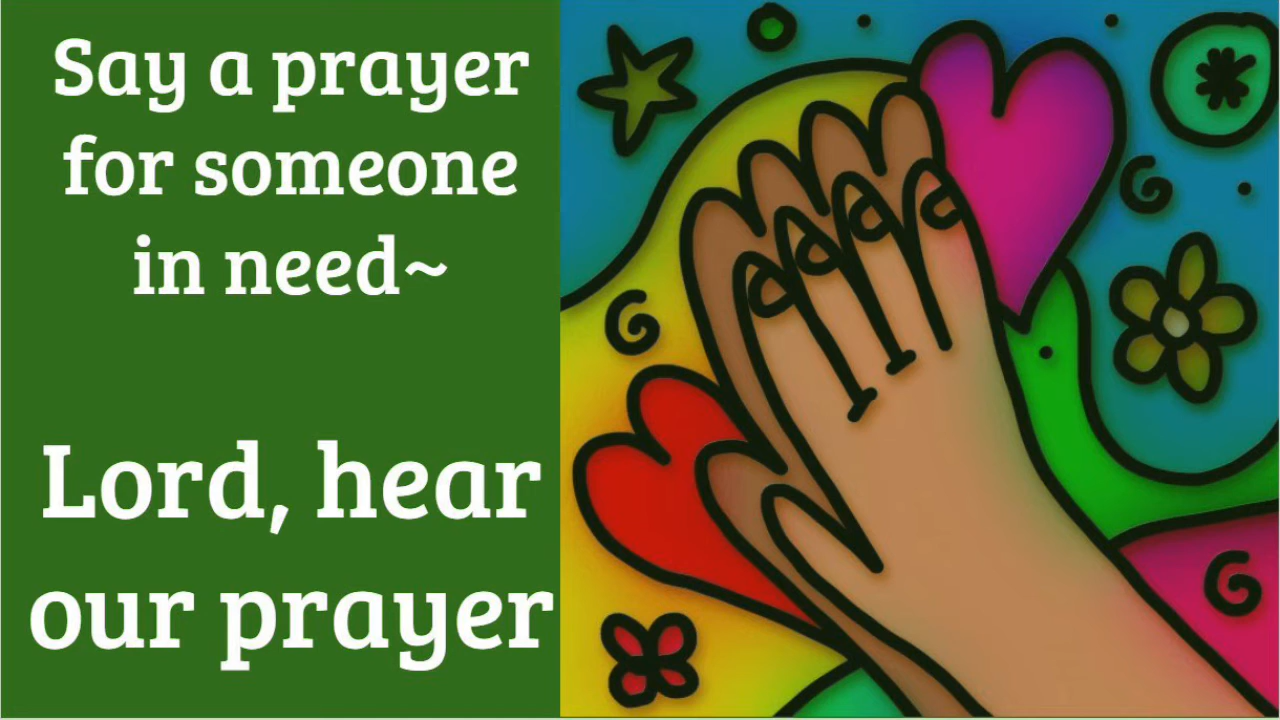 Say a prayer
for someone
in need~
Lord, hear
our prayer